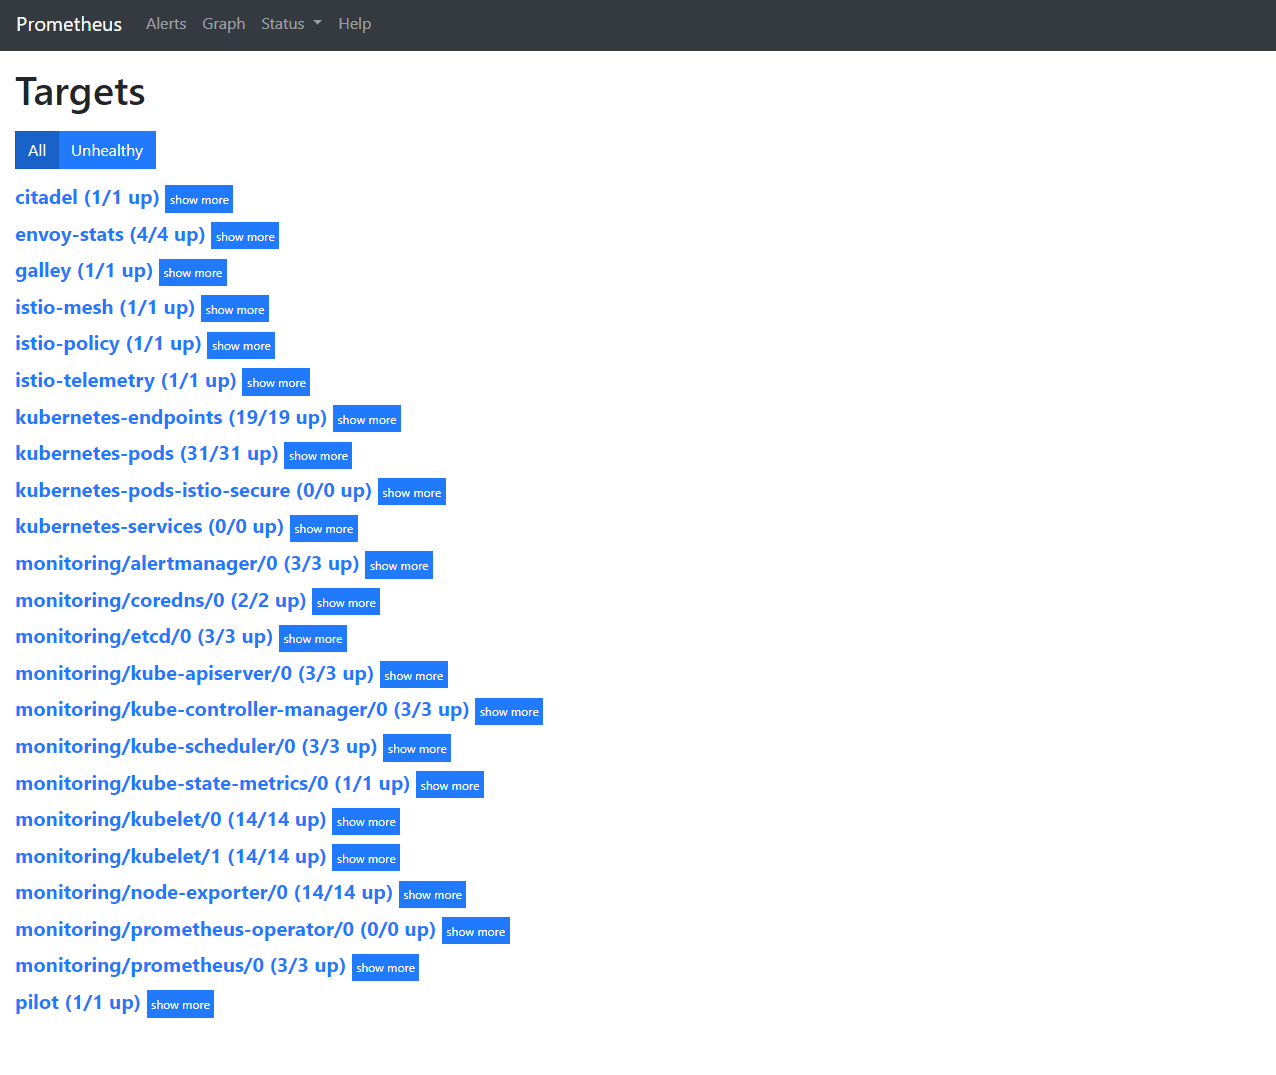 Prometheus Alerts Graph Status Help
Targets
All Unhealthy
citadel (1/1 up) show more
envoy-stats (4/4 up) show more
galley (1/1 up) show more
istio-mesh (1/1 up) show more
istio-policy (1/1 up) show more
istio-telemetry (1/1 up) show more
kubernetes-endpoints (19/19 up) show more
kubernetes-pods (31/31 up) show more
kubernetes-pods-istio-secure (0/0 up) show more
kubernetes-services (0/0 up) show more
monitoring/alertmanager/0 (3/3 up) show more
monitoring/coredns/0 (2/2 up) show more
monitoring/etcd/0 (3/3 up) show more
monitoring/kube-apiserver/0 (3/3 up) show more
monitoring/kube-controller-manager/0 (3/3 up) show more
monitoring/kube-scheduler/0 (3/3 up) show more
monitoring/kube-state-metrics/0 (1/1 up) show more
monitoring/kubelet/0 (14/14 up) show more
monitoring/kubelet/1 (14/14 up) show more
monitoring/node-exporter/0 (14/14 up) show more
monitoring/prometheus-operator/0 (0/0 up) show more
monitoring/prometheus/0 (3/3 up) show more
pilot (1/1 up) show more